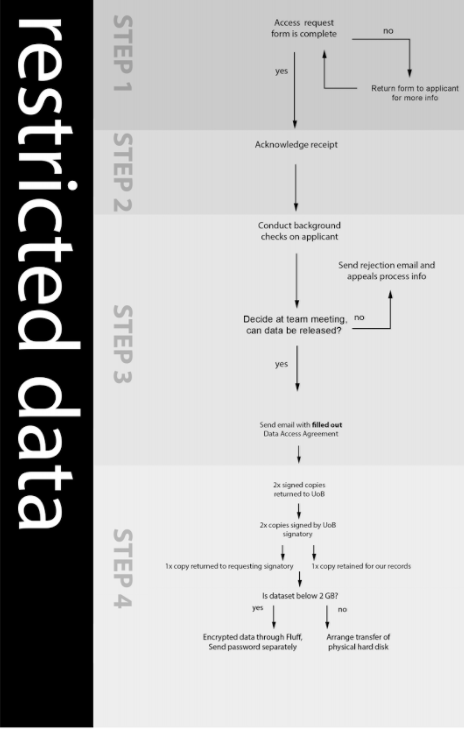 restricted data
STEP 1
Access request
form is complete
no
yes
Return form to applicant
for more info
STEP 2
Acknowledge receipt
STEP 3
Conduct background
checks on applicant
Send rejection email and
appeals process info
Decide at team meeting,
can data be released?
no
yes
Send email with filled out
Data Access Agreement
STEP 4
2x signed copies
returned to UoB
2x copies signed by UoB
signatory
1x copy returned to requesting signatory
1x copy retained for our records
Is dataset below 2 GB?
yes
no
Encrypted data through Fluff,
Send password separately
Arrange transfer of
physical hard disk